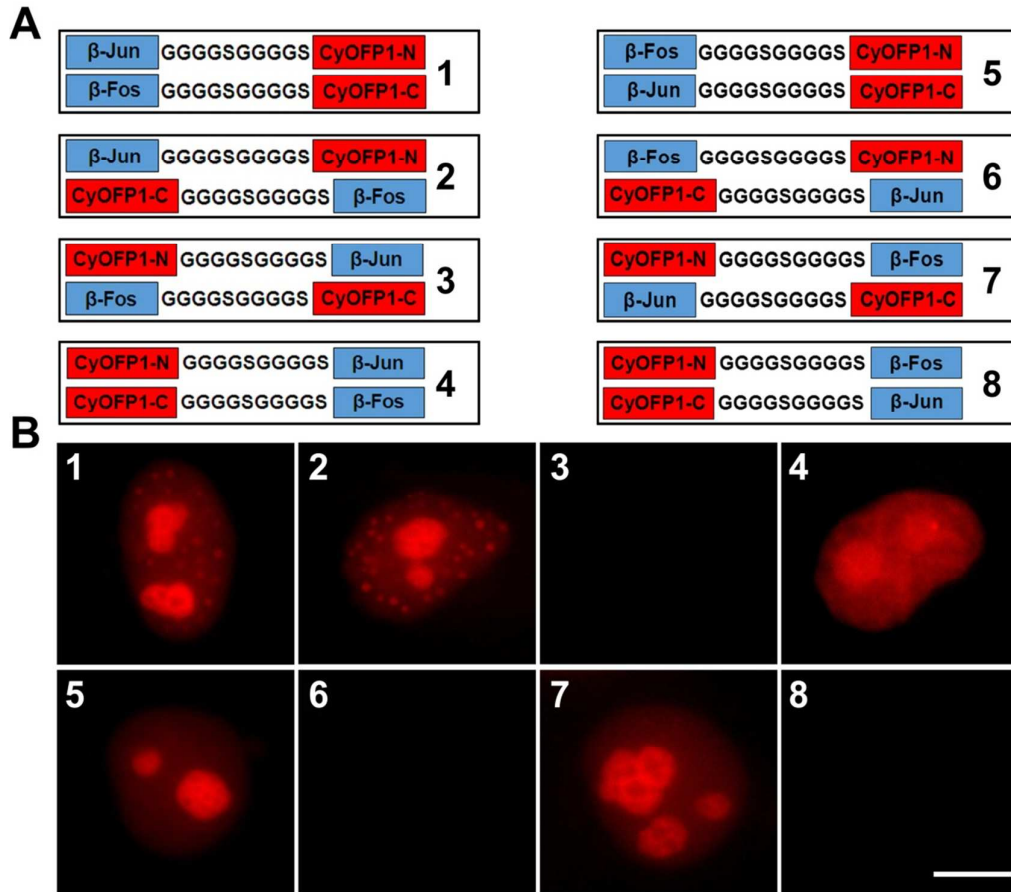 A
β-Jun GGGGSGGGGS CyOFP1-N
β-Fos GGGGSGGGGS CyOFP1-C
1
β-Jun GGGGSGGGGS CyOFP1-N
CyOFP1-C GGGGSGGGGS β-Fos
2
CyOFP1-N GGGGSGGGGS β-Jun
β-Fos GGGGSGGGGS CyOFP1-C
3
CyOFP1-N GGGGSGGGGS β-Jun
CyOFP1-C GGGGSGGGGS β-Fos
4
β-Fos GGGGSGGGGS CyOFP1-N
β-Jun GGGGSGGGGS CyOFP1-C
5
β-Fos GGGGSGGGGS CyOFP1-N
CyOFP1-C GGGGSGGGGS β-Jun
6
CyOFP1-N GGGGSGGGGS β-Fos
β-Jun GGGGSGGGGS CyOFP1-C
7
CyOFP1-N GGGGSGGGGS β-Fos
CyOFP1-C GGGGSGGGGS β-Jun
8
B
1 2 3 4
5 6 7 8